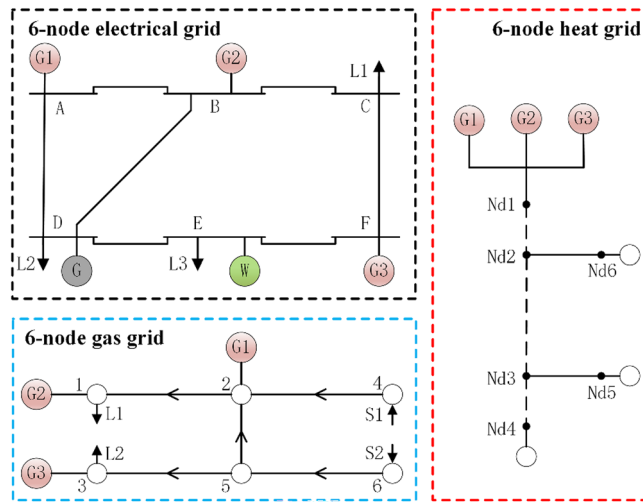 6-node electrical grid
G1
G2
L1
A
B
C
D
E
F
L2
G
L3
W
G3
6-node gas grid
G1
G2
1
2
4
L1
S1
L2
S2
G3
3
5
6
6-node heat grid
G1
G2
G3
Nd1
Nd2
Nd6
Nd3
Nd5
Nd4